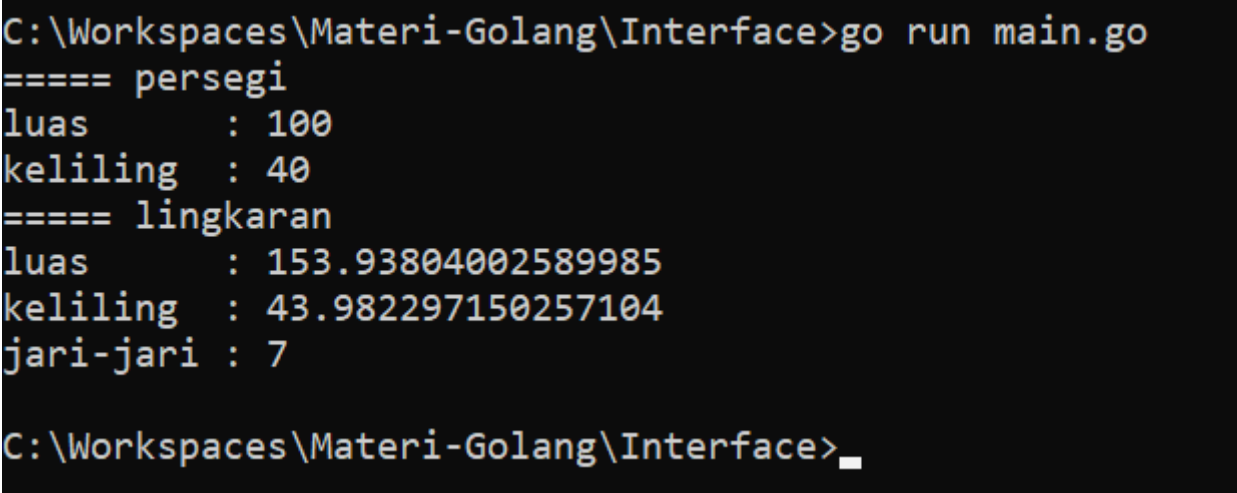 C:\Workspaces\Materi-Golang\Interface>go run main.go
===== persegi
luas      : 100
keliling  : 40
===== lingkaran
luas      : 153.93804002589985
keliling  : 43.982297150257104
jari-jari : 7
C:\Workspaces\Materi-Golang\Interface>